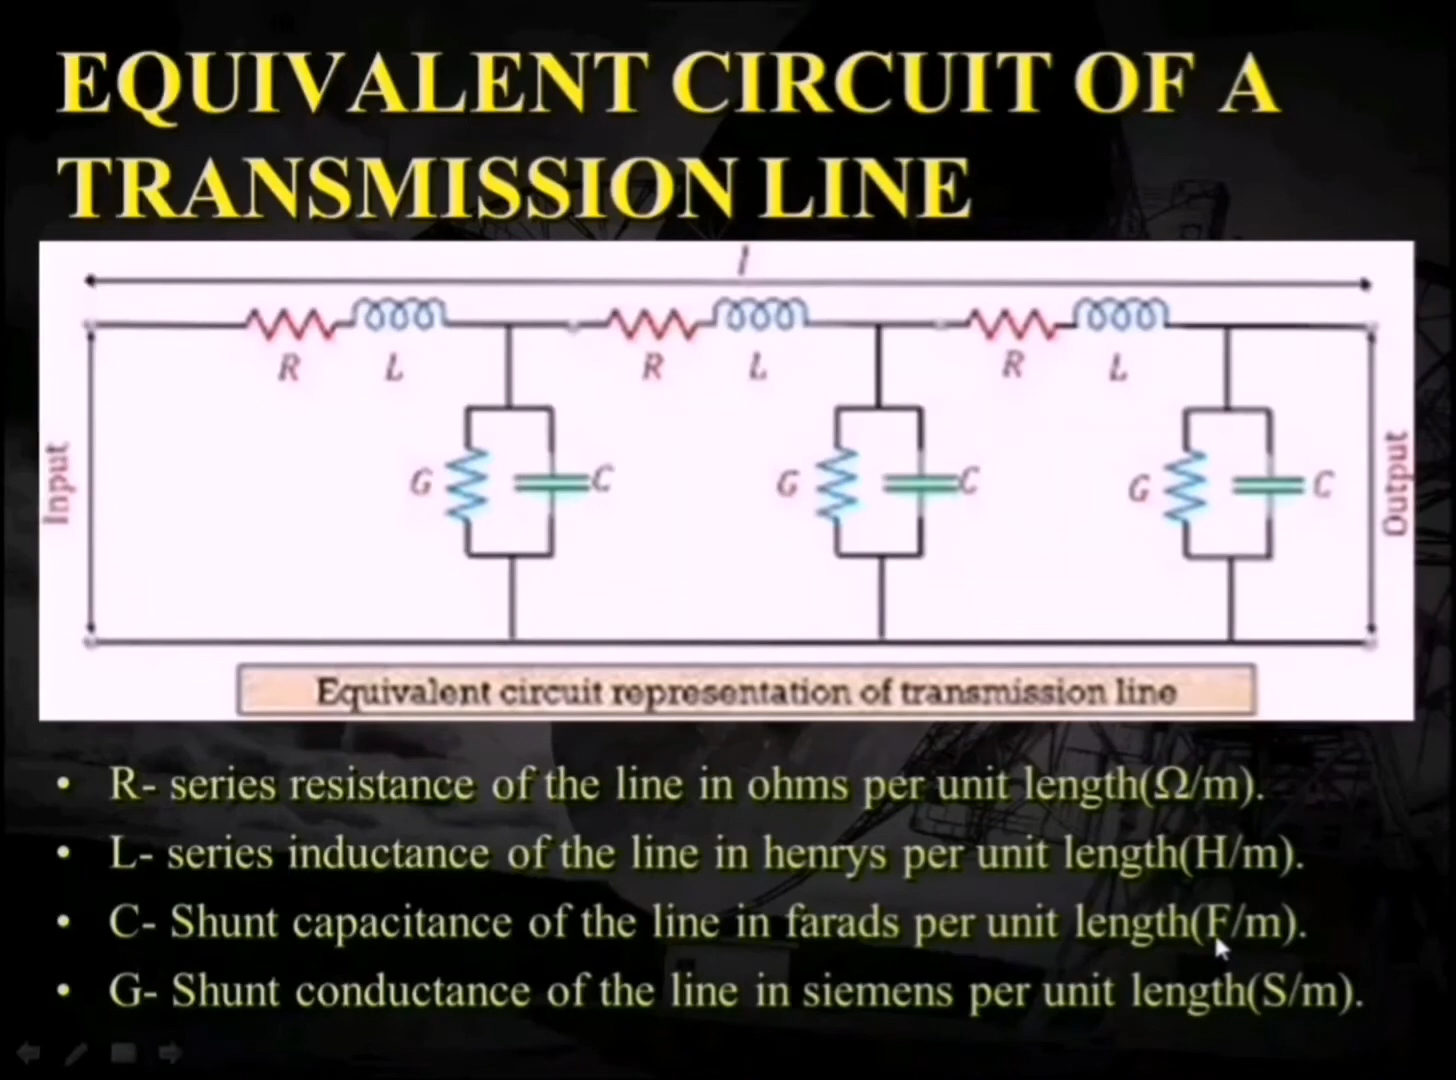 EQUIVALENT CIRCUIT OF A
TRANSMISSION LINE
l
R L R L R L
Input
G C G C G C
Output
Equivalent circuit representation of transmission line
• R- series resistance of the line in ohms per unit length(Ω/m).
• L- series inductance of the line in henrys per unit length(H/m).
• C- Shunt capacitance of the line in farads per unit length(F/m).
• G- Shunt conductance of the line in siemens per unit length(S/m).